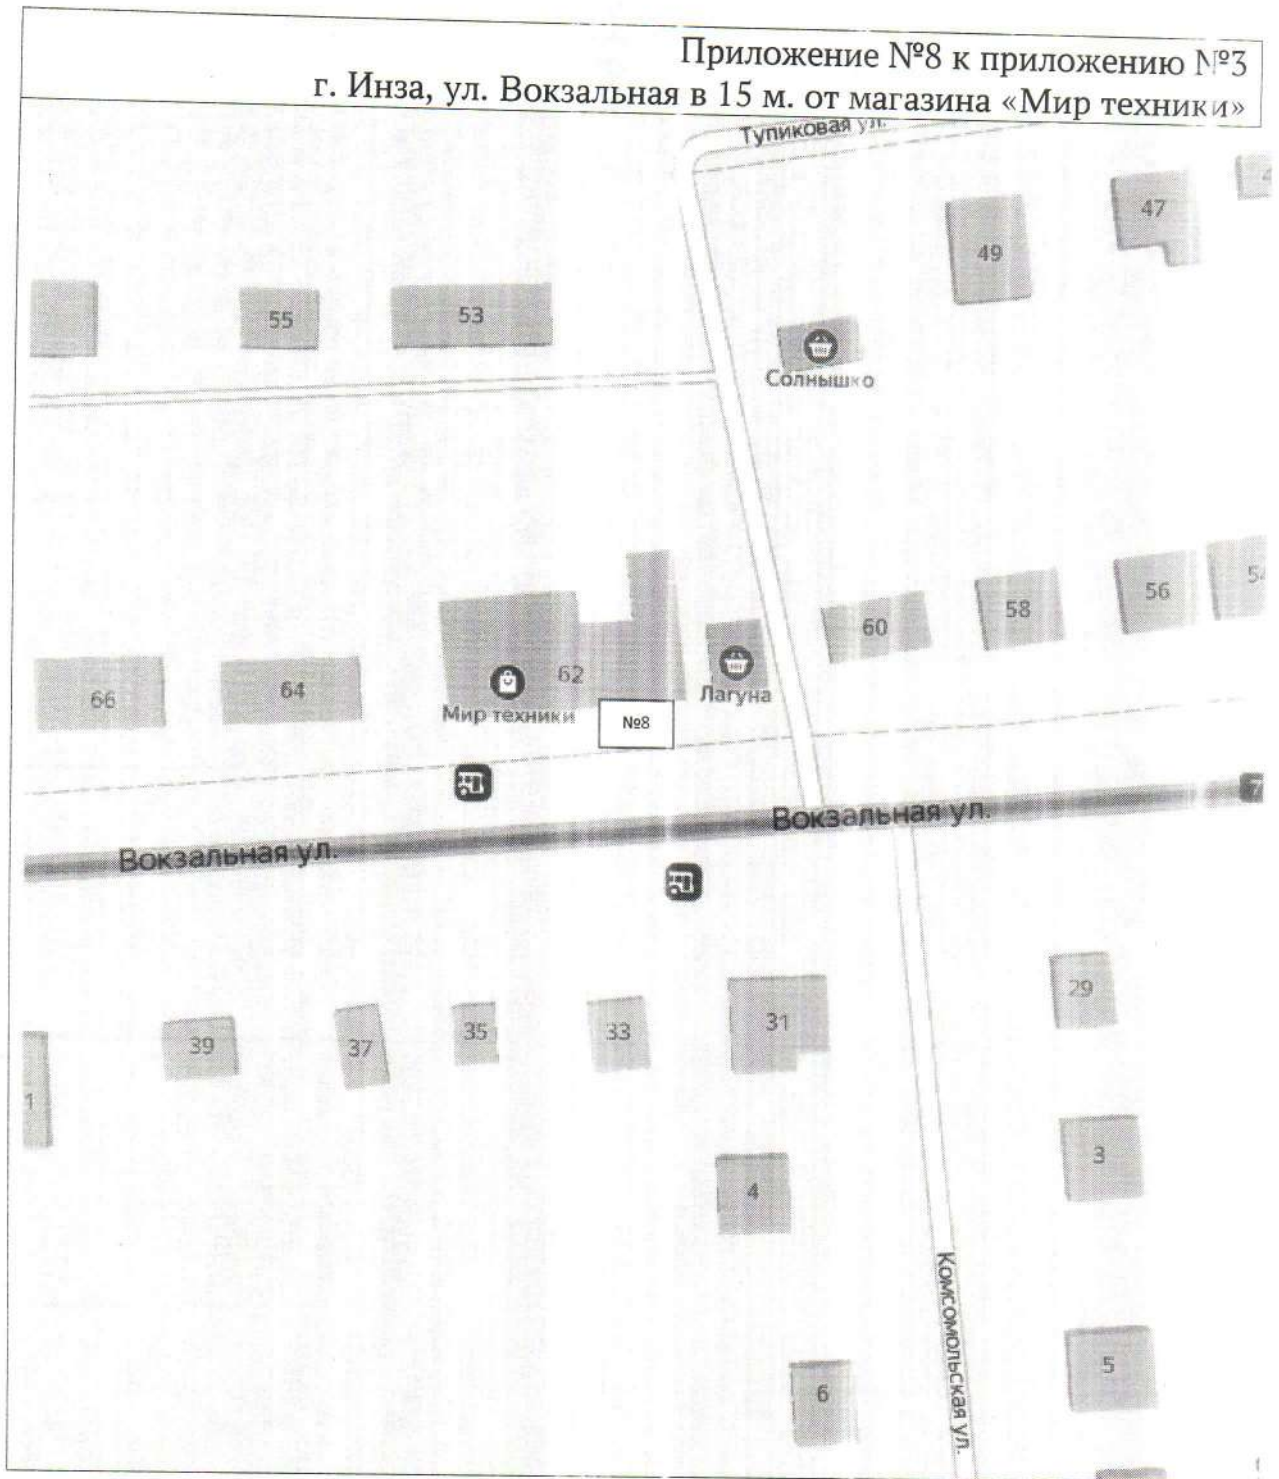 Приложение №8 к приложению №3
г. Инза, ул. Вокзальная в 15 м. от магазина «Мир техники»
Тупиковая ул.
47
49
55
53
Солнышко
56
58
60
62
64
66
Лагуна
Мир техники
№8
7
Вокзальная ул.
Вокзальная ул.
29
31
33
35
37
39
1
3
4
Комсомольская ул.
5
6